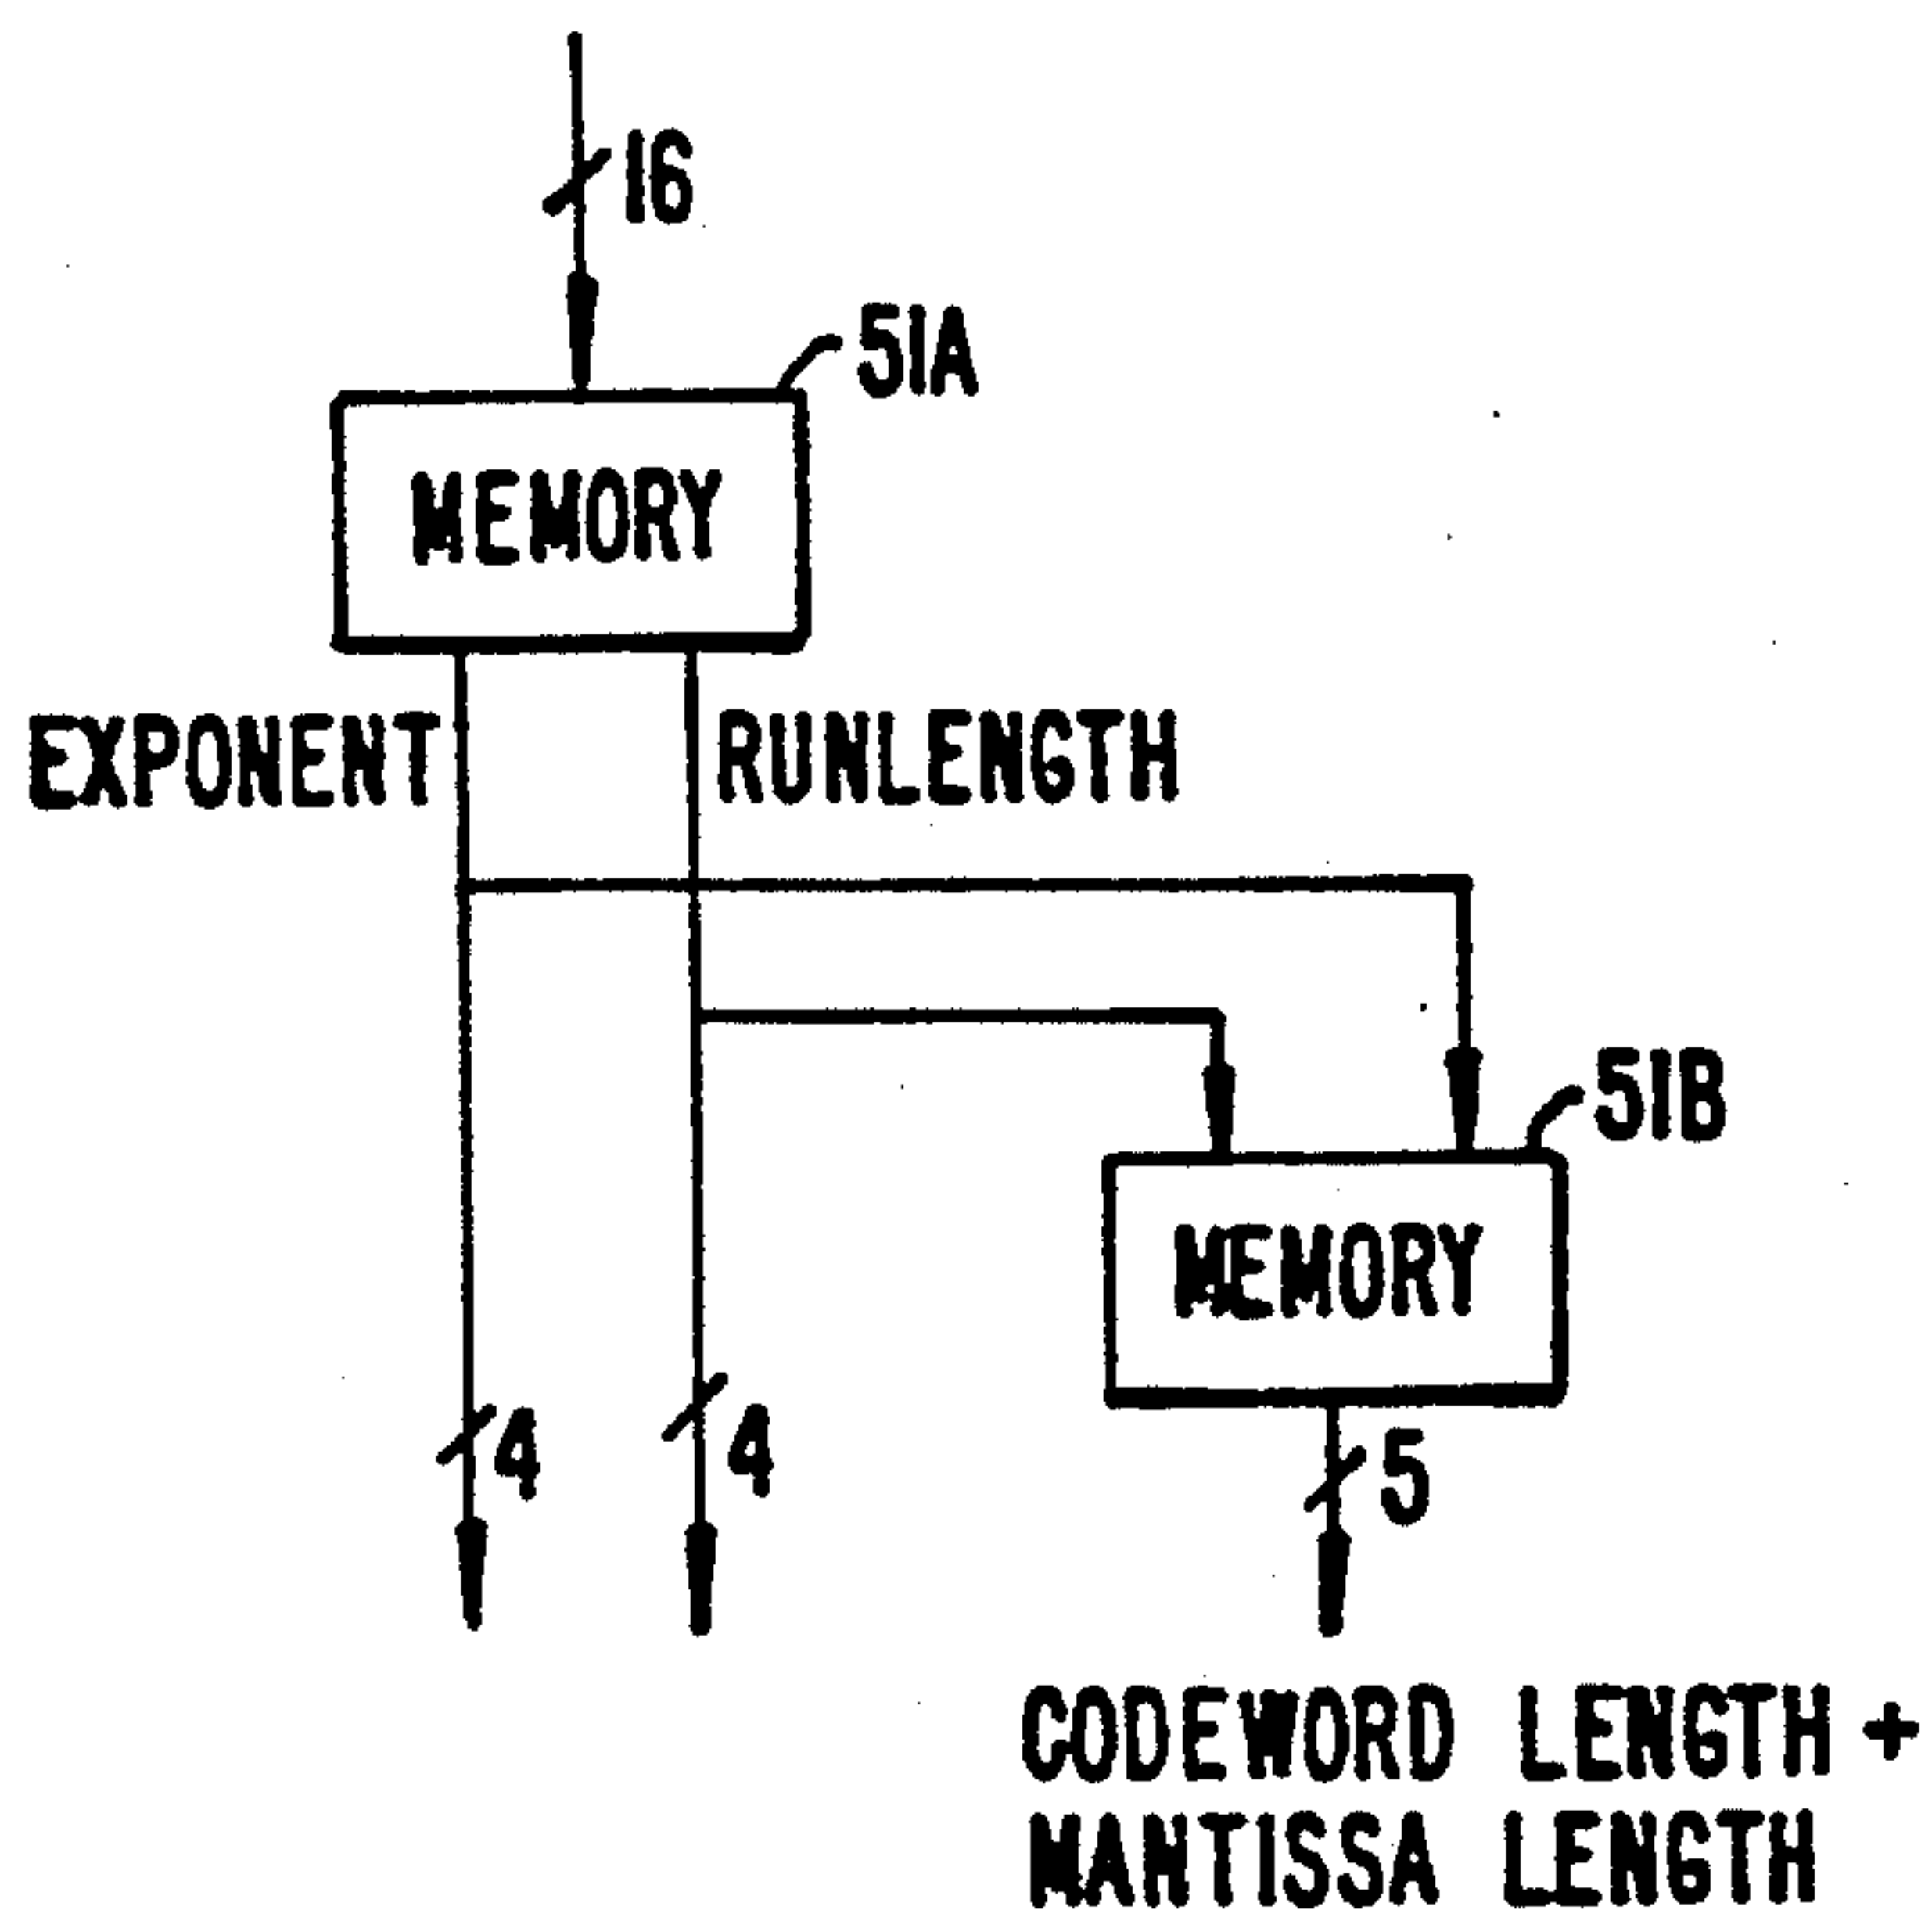 16
51A
MEMORY
EXPONENT
RUNLENGTH
51B
MEMORY
4
4
5
CODEWORD LENGTH +
MANTISSA LENGTH